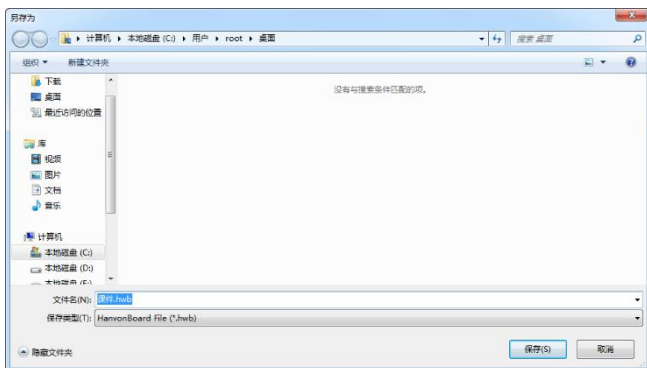 另存为
计算机 ▸ 本地磁盘 (C:) ▸ 用户 ▸ root ▸ 桌面
搜索 桌面
组织 ▾ 新建文件夹
下载
桌面
最近访问的位置
库
视频
图片
文档
音乐
计算机
本地磁盘 (C:)
本地磁盘 (D:)
本地磁盘 (E:)
没有与搜索条件匹配的项。
文件名(N): 课件.hwb
保存类型(T): HanvonBoard File (*.hwb)
隐藏文件夹
保存(S)
取消